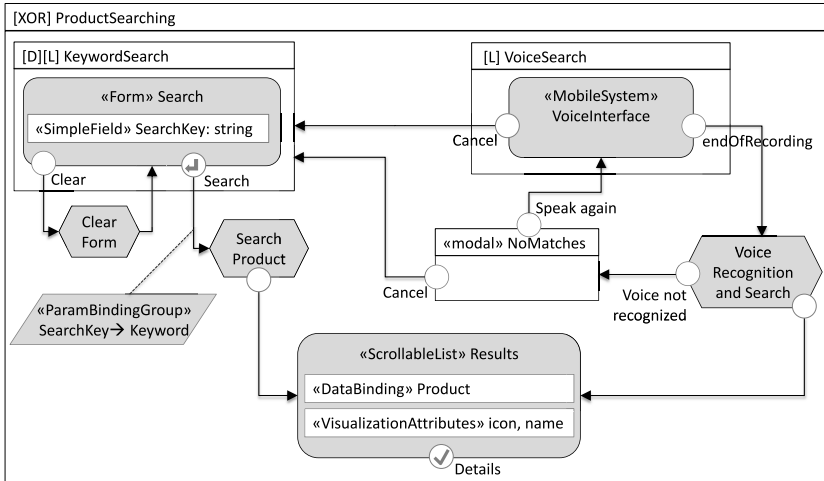 [XOR] ProductSearching
[D][L] KeywordSearch
«Form» Search
«SimpleField» SearchKey: string
Clear
Search
Clear
Form
Search
Product
«ParamBindingGroup»
SearchKey→ Keyword
[L] VoiceSearch
«MobileSystem»
VoiceInterface
Cancel
endOfRecording
Speak again
«modal» NoMatches
Cancel
Voice
Recognition
and Search
Voice not
recognized
«ScrollableList» Results
«DataBinding» Product
«VisualizationAttributes» icon, name
Details